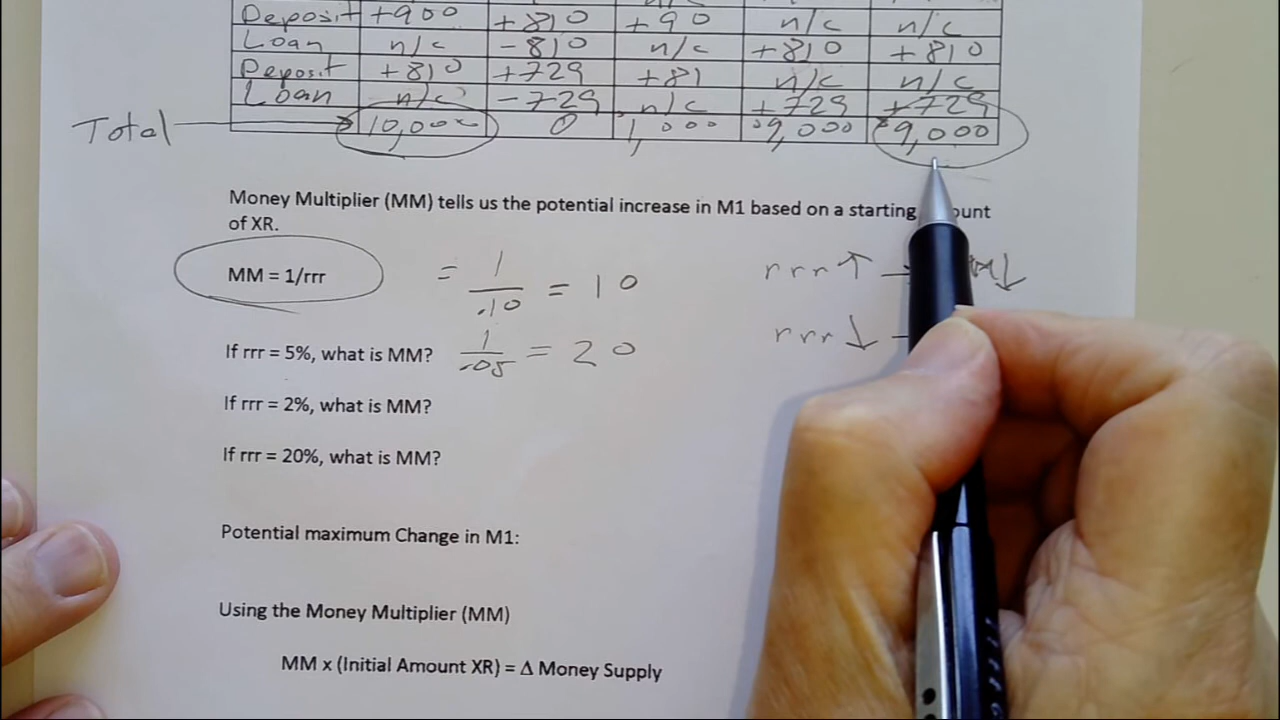 Deposit +900 +810 +90 n/c n/c
Loan n/c -810 n/c +810 +810
Deposit +810 +729 +81 n/c n/c
Loan n/c -729 n/c +729 +729
Total 10,000 0 1,000 9,000 9,000
Money Multiplier (MM) tells us the potential increase in M1 based on a starting
of XR.
MM = 1/rrr = 1/.10 = 10 rrr↑ → ↓
If rrr = 5%, what is MM? 1/.05 = 20 rrr↓
If rrr = 2%, what is MM?
If rrr = 20%, what is MM?
Potential maximum Change in M1:
Using the Money Multiplier (MM)
MM x (Initial Amount XR) = Δ Money Supply